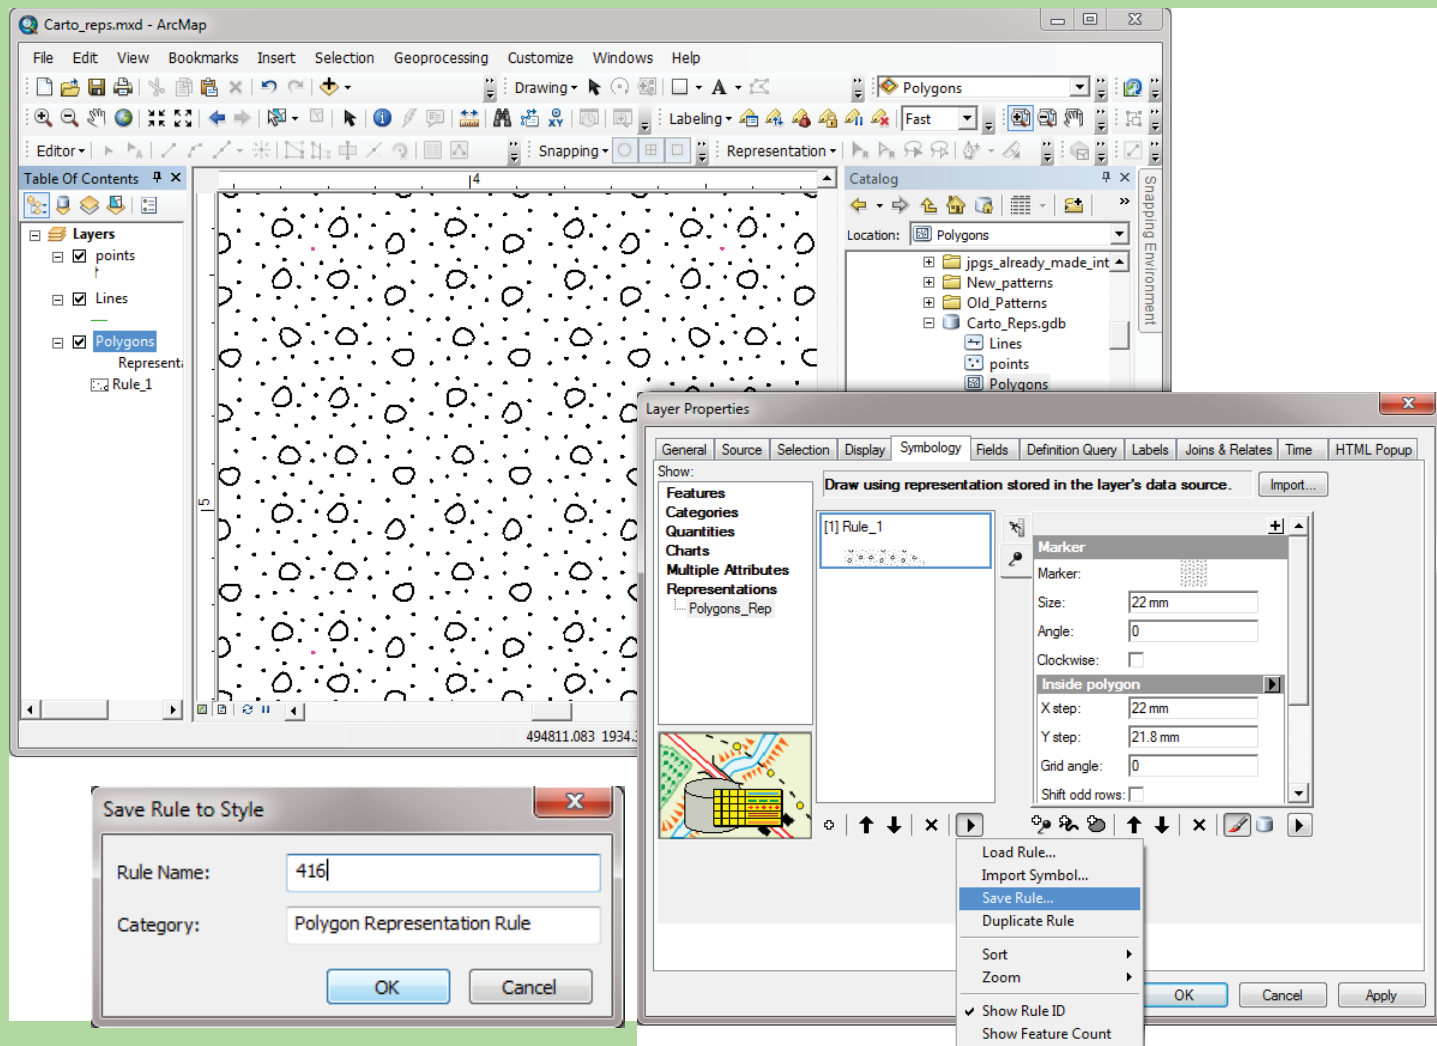 Carto_reps.mxd - ArcMap
File Edit View Bookmarks Insert Selection Geoprocessing Customize Windows Help
Drawing
Polygons
Labeling
Fast
Editor
Snapping
Representation
Table Of Contents
Layers
points
Lines
Polygons
Represent
Rule_1
4
5
494811.083 1934.
Catalog
Location: Polygons
jpgs_already_made_int
New_patterns
Old_Patterns
Carto_Reps.gdb
Lines
points
Polygons
Snapping Environment
Layer Properties
General Source Selection Display Symbology Fields Definition Query Labels Joins & Relates Time HTML Popup
Show:
Features
Categories
Quantities
Charts
Multiple Attributes
Representations
Polygons_Rep
Draw using representation stored in the layer's data source.
Import...
[1] Rule_1
Marker
Marker:
Size: 22 mm
Angle: 0
Clockwise:
Inside polygon
X step: 22 mm
Y step: 21.8 mm
Grid angle: 0
Shift odd rows:
Load Rule...
Import Symbol...
Save Rule...
Duplicate Rule
Sort
Zoom
Show Rule ID
Show Feature Count
OK Cancel Apply
Save Rule to Style
Rule Name: 416
Category: Polygon Representation Rule
OK Cancel